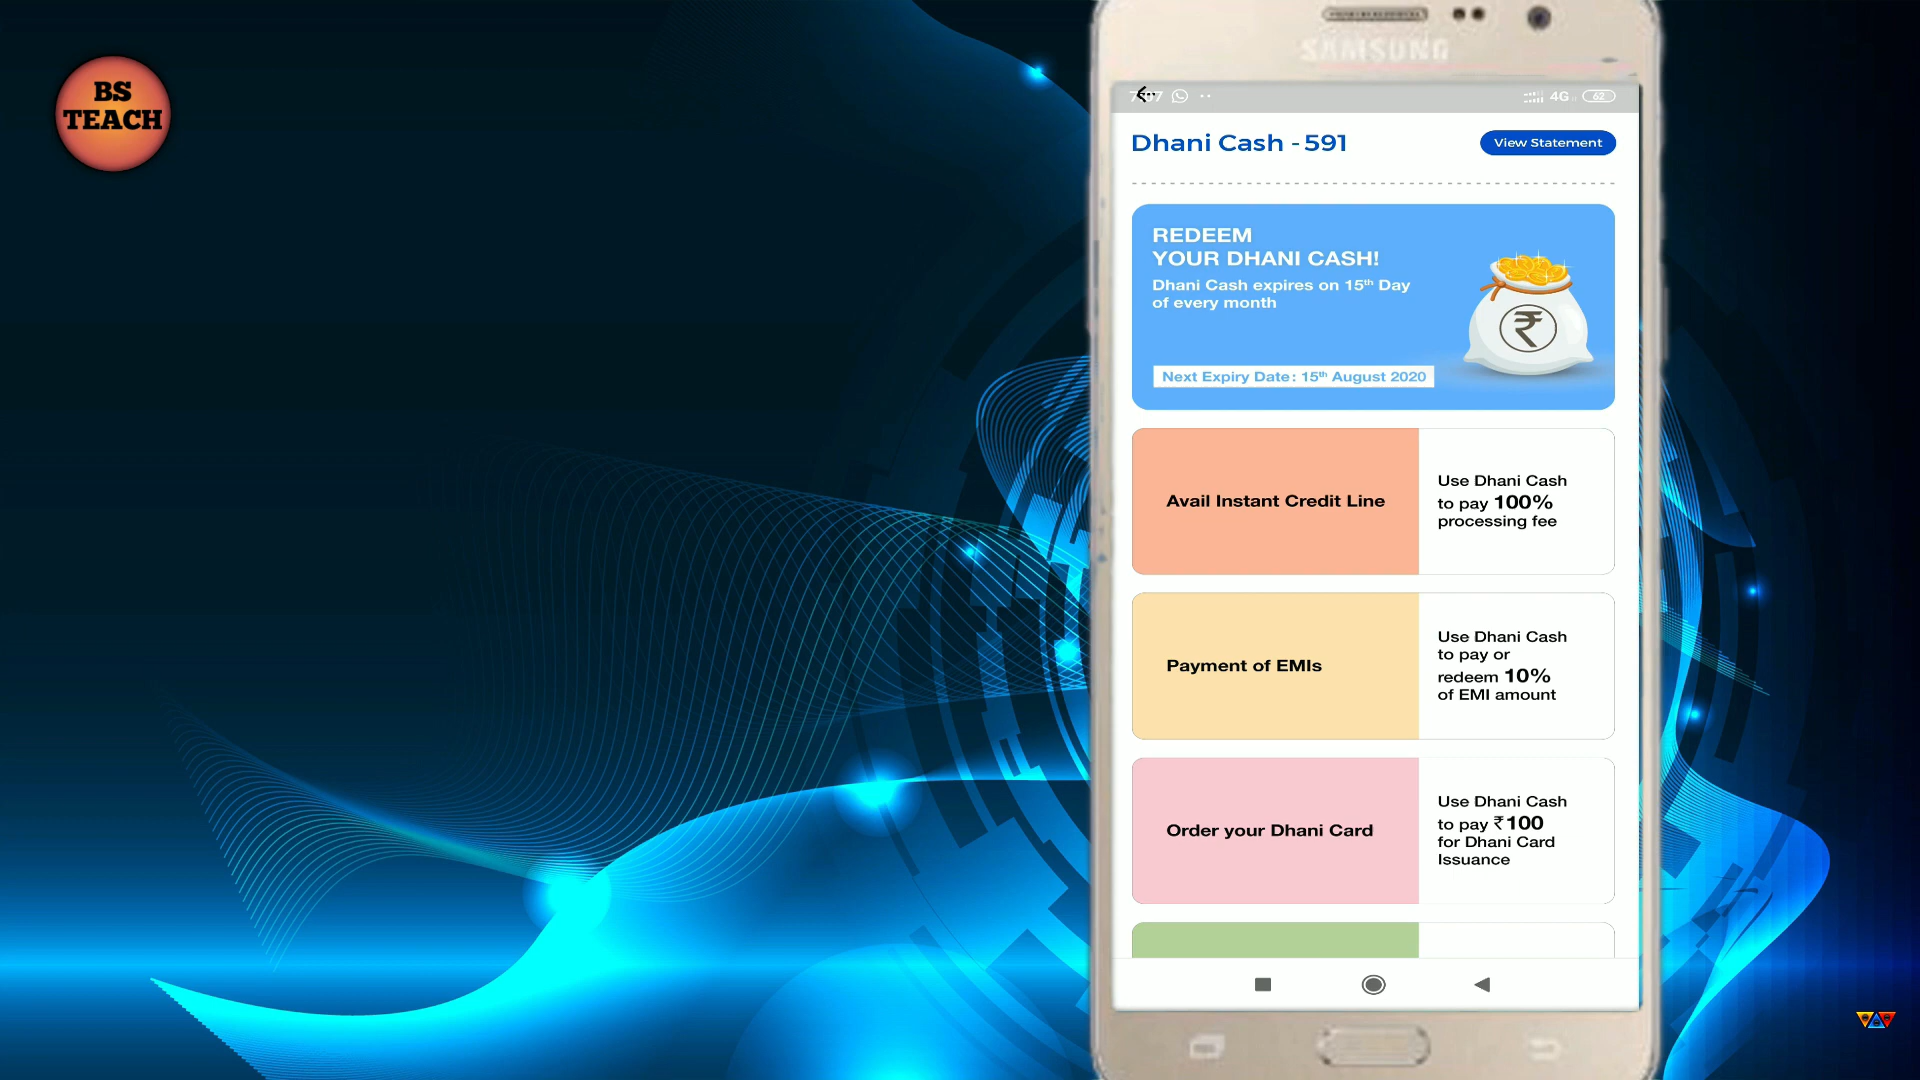 BS
TEACH
SAMSUNG
4G 62
Dhani Cash - 591
View Statement
REDEEM
YOUR DHANI CASH!
Dhani Cash expires on 15th Day
of every month
Next Expiry Date: 15th August 2020
Avail Instant Credit Line
Use Dhani Cash
to pay 100%
processing fee
Payment of EMIs
Use Dhani Cash
to pay or
redeem 10%
of EMI amount
Order your Dhani Card
Use Dhani Cash
to pay ₹100
for Dhani Card
Issuance